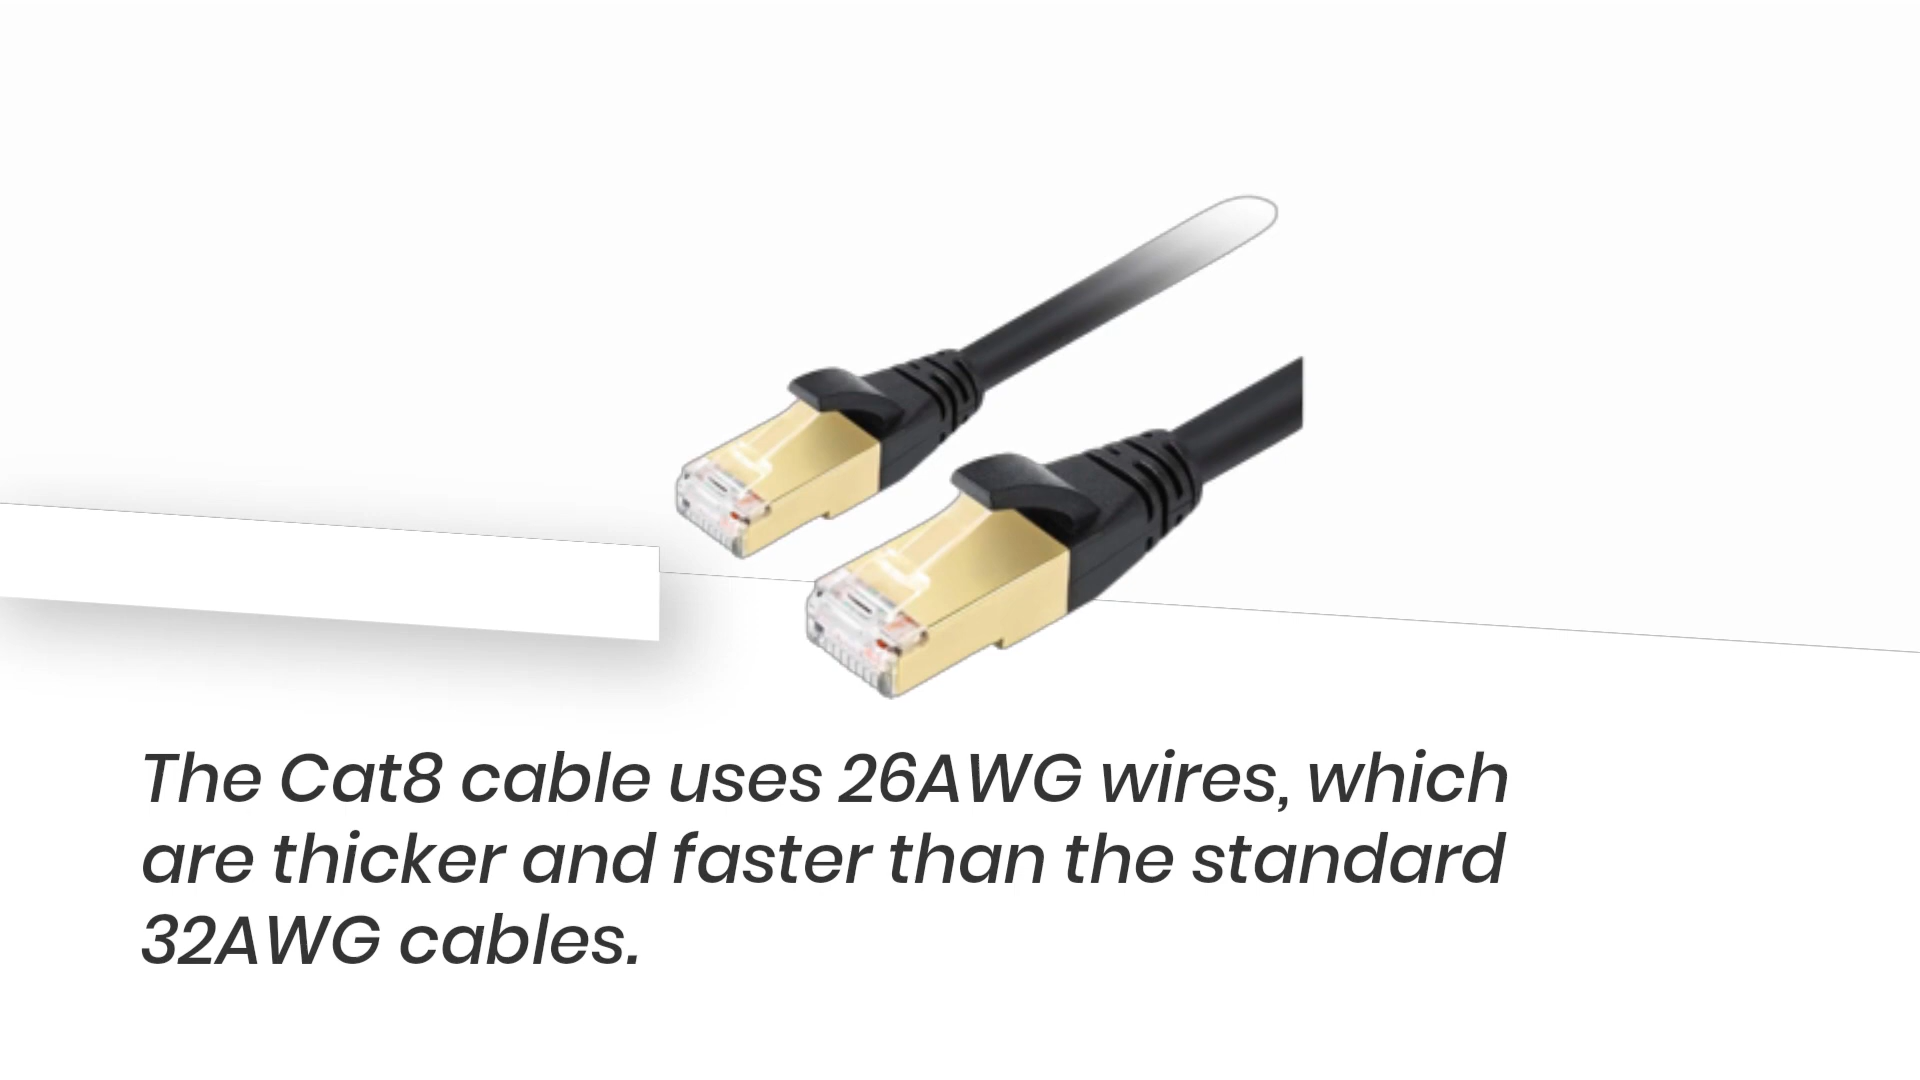 The Cat8 cable uses 26AWG wires, which
are thicker and faster than the standard
32AWG cables.